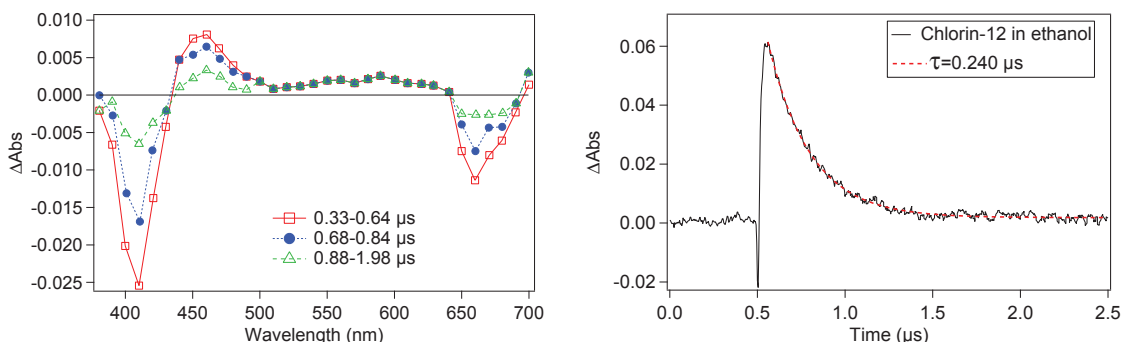 0.010
0.005
0.000
-0.005
-0.010
-0.015
-0.020
-0.025
ΔAbs
400
450
500
550
600
650
700
Wavelength (nm)
0.33-0.64 µs
0.68-0.84 µs
0.88-1.98 µs
0.06
0.04
0.02
0.00
-0.02
ΔAbs
0.0
0.5
1.0
1.5
2.0
2.5
Time (µs)
Chlorin-12 in ethanol
τ=0.240 µs